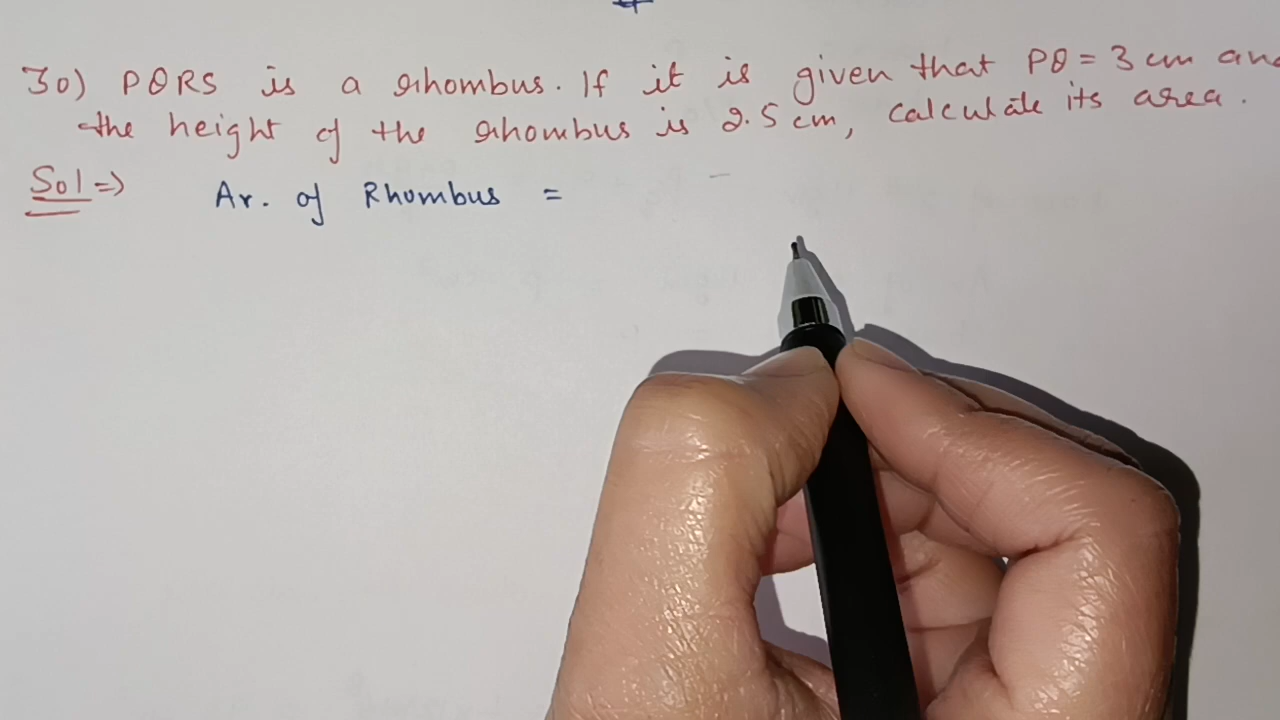 30) PQRS is a rhombus. If it is given that PQ = 3 cm and
the height of the rhombus is 2.5 cm, calculate its area.
Sol => Ar. of Rhombus =